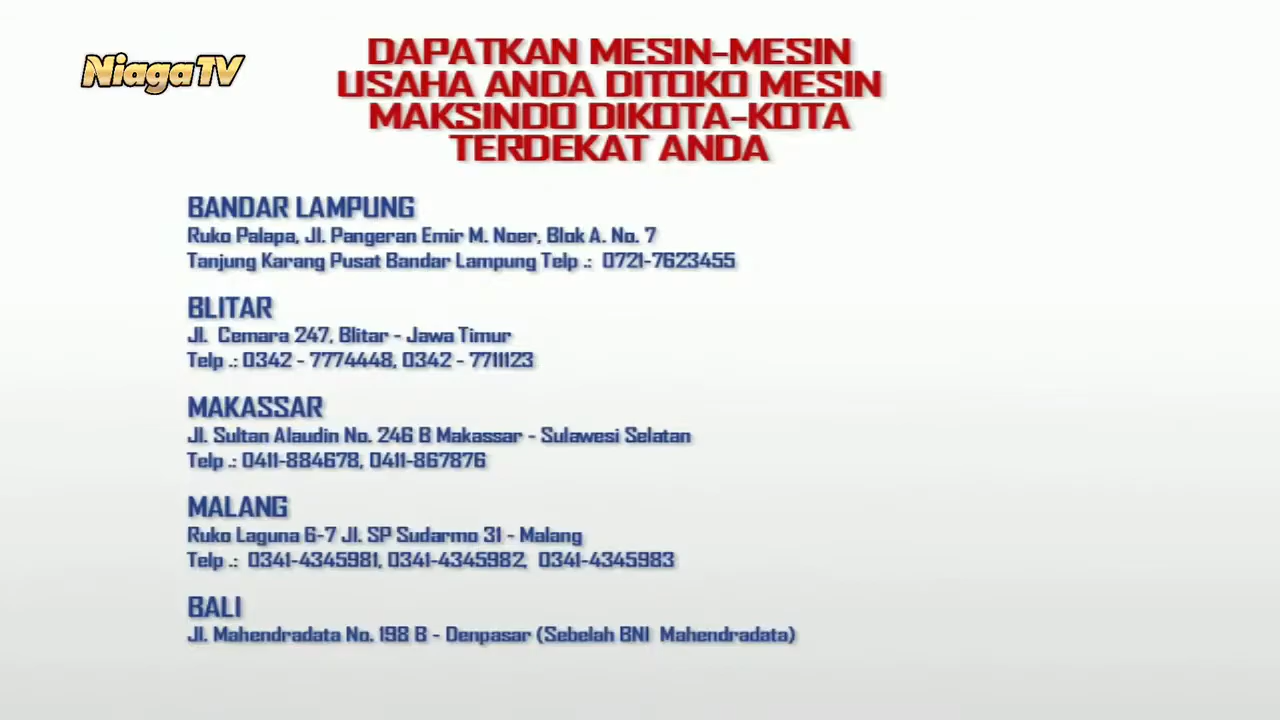 NiagaTV
DAPATKAN MESIN-MESIN
USAHA ANDA DITOKO MESIN
MAKSINDO DIKOTA-KOTA
TERDEKAT ANDA
BANDAR LAMPUNG
Ruko Palapa, Jl. Pangeran Emir M. Noer, Blok A. No. 7
Tanjung Karang Pusat Bandar Lampung Telp .: 0721-7623455
BLITAR
Jl. Cemara 247, Blitar - Jawa Timur
Telp .: 0342 - 7774448, 0342 - 7711123
MAKASSAR
Jl. Sultan Alaudin No. 246 B Makassar - Sulawesi Selatan
Telp .: 0411-884678, 0411-867876
MALANG
Ruko Laguna 6-7 Jl. SP Sudarmo 31 - Malang
Telp .: 0341-4345981, 0341-4345982, 0341-4345983
BALI
Jl. Mahendradata No. 198 B - Denpasar (Sebelah BNI Mahendradata)